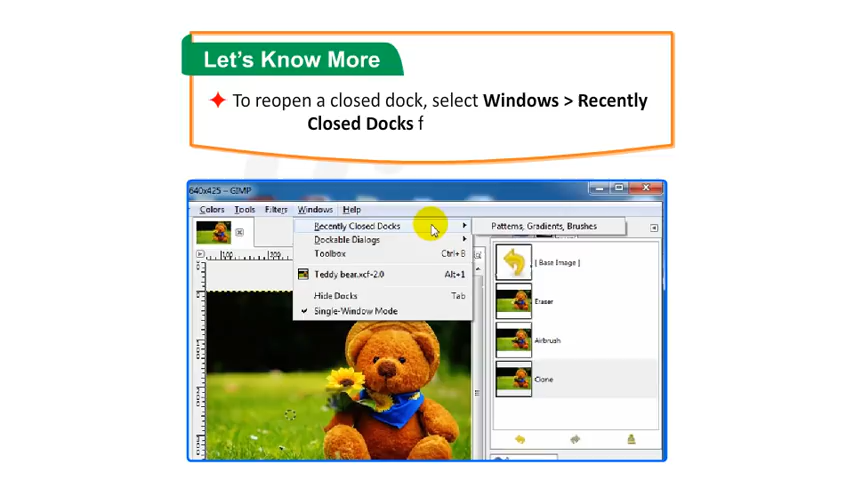 Let's Know More
To reopen a closed dock, select Windows > Recently
Closed Docks f
640x425 – GIMP
Colors Tools Filters Windows Help
Recently Closed Docks
Patterns, Gradients, Brushes
Dockable Dialogs
Toolbox Ctrl+B
Teddy bear.xcf-2.0 Alt+1
Hide Docks Tab
Single-Window Mode
[ Base Image ]
Eraser
Airbrush
Clone